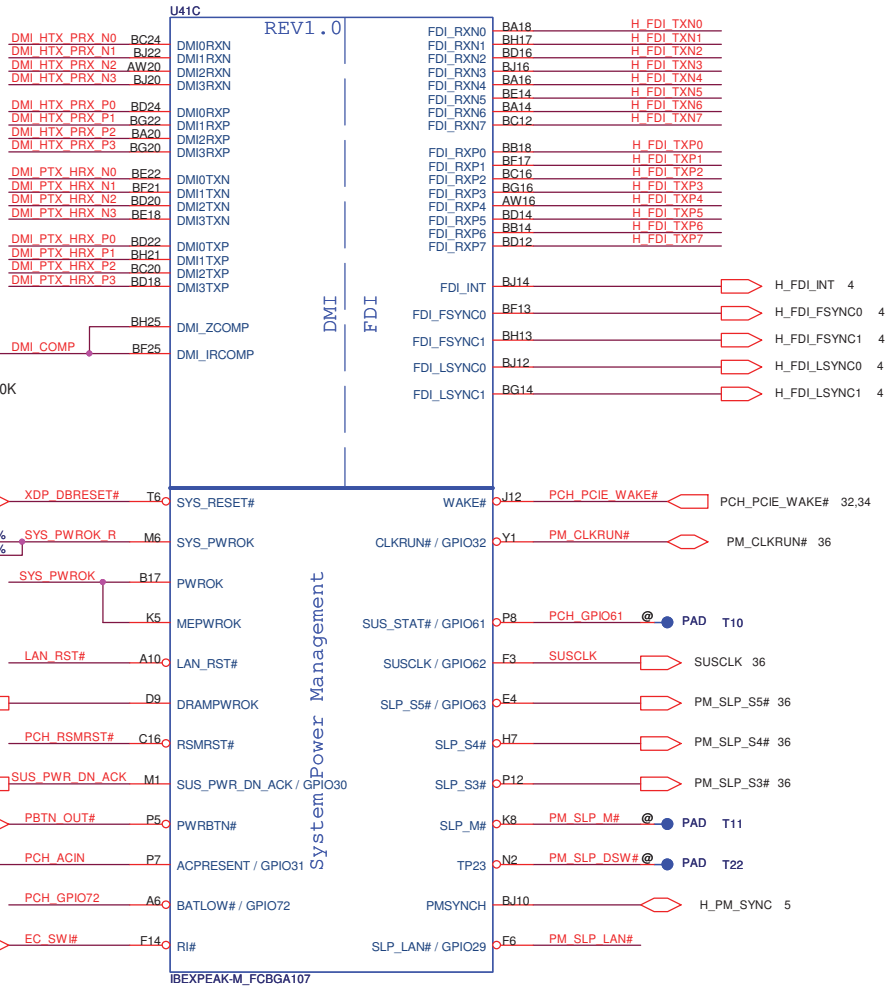 U41C
REV1.0
DMI_HTX_PRX_N0 BC24 DMI0RXN
DMI_HTX_PRX_N1 BJ22 DMI1RXN
DMI_HTX_PRX_N2 AW20 DMI2RXN
DMI_HTX_PRX_N3 BJ20 DMI3RXN
DMI_HTX_PRX_P0 BD24 DMI0RXP
DMI_HTX_PRX_P1 BG22 DMI1RXP
DMI_HTX_PRX_P2 BA20 DMI2RXP
DMI_HTX_PRX_P3 BG20 DMI3RXP
DMI_PTX_HRX_N0 BE22 DMI0TXN
DMI_PTX_HRX_N1 BF21 DMI1TXN
DMI_PTX_HRX_N2 BD20 DMI2TXN
DMI_PTX_HRX_N3 BE18 DMI3TXN
DMI_PTX_HRX_P0 BD22 DMI0TXP
DMI_PTX_HRX_P1 BH21 DMI1TXP
DMI_PTX_HRX_P2 BC20 DMI2TXP
DMI_PTX_HRX_P3 BD18 DMI3TXP
BH25 DMI_ZCOMP
DMI_COMP BF25 DMI_IRCOMP
0K
DMI
FDI
FDI_RXN0 BA18 H_FDI_TXN0
FDI_RXN1 BH17 H_FDI_TXN1
FDI_RXN2 BD16 H_FDI_TXN2
FDI_RXN3 BJ16 H_FDI_TXN3
FDI_RXN4 BA16 H_FDI_TXN4
FDI_RXN5 BE14 H_FDI_TXN5
FDI_RXN6 BA14 H_FDI_TXN6
FDI_RXN7 BC12 H_FDI_TXN7
FDI_RXP0 BB18 H_FDI_TXP0
FDI_RXP1 BF17 H_FDI_TXP1
FDI_RXP2 BC16 H_FDI_TXP2
FDI_RXP3 BG16 H_FDI_TXP3
FDI_RXP4 AW16 H_FDI_TXP4
FDI_RXP5 BD14 H_FDI_TXP5
FDI_RXP6 BB14 H_FDI_TXP6
FDI_RXP7 BD12 H_FDI_TXP7
FDI_INT BJ14 H_FDI_INT 4
FDI_FSYNC0 BF13 H_FDI_FSYNC0 4
FDI_FSYNC1 BH13 H_FDI_FSYNC1 4
FDI_LSYNC0 BJ12 H_FDI_LSYNC0 4
FDI_LSYNC1 BG14 H_FDI_LSYNC1 4
XDP_DBRESET# T6 SYS_RESET#
% SYS_PWROK_R M6 SYS_PWROK
%
SYS_PWROK B17 PWROK
K5 MEPWROK
LAN_RST# A10 LAN_RST#
D9 DRAMPWROK
PCH_RSMRST# C16 RSMRST#
SUS_PWR_DN_ACK M1 SUS_PWR_DN_ACK / GPIO30
PBTN_OUT# P5 PWRBTN#
PCH_ACIN P7 ACPRESENT / GPIO31
PCH_GPIO72 A6 BATLOW# / GPIO72
EC_SWI# F14 RI#
System Power Management
WAKE# J12 PCH_PCIE_WAKE# PCH_PCIE_WAKE# 32,34
CLKRUN# / GPIO32 Y1 PM_CLKRUN# PM_CLKRUN# 36
SUS_STAT# / GPIO61 P8 PCH_GPIO61 @ PAD T10
SUSCLK / GPIO62 F3 SUSCLK SUSCLK 36
SLP_S5# / GPIO63 E4 PM_SLP_S5# 36
SLP_S4# H7 PM_SLP_S4# 36
SLP_S3# P12 PM_SLP_S3# 36
SLP_M# K8 PM_SLP_M# @ PAD T11
TP23 N2 PM_SLP_DSW# @ PAD T22
PMSYNCH BJ10 H_PM_SYNC 5
SLP_LAN# / GPIO29 F6 PM_SLP_LAN#
IBEXPEAK-M_FCBGA107